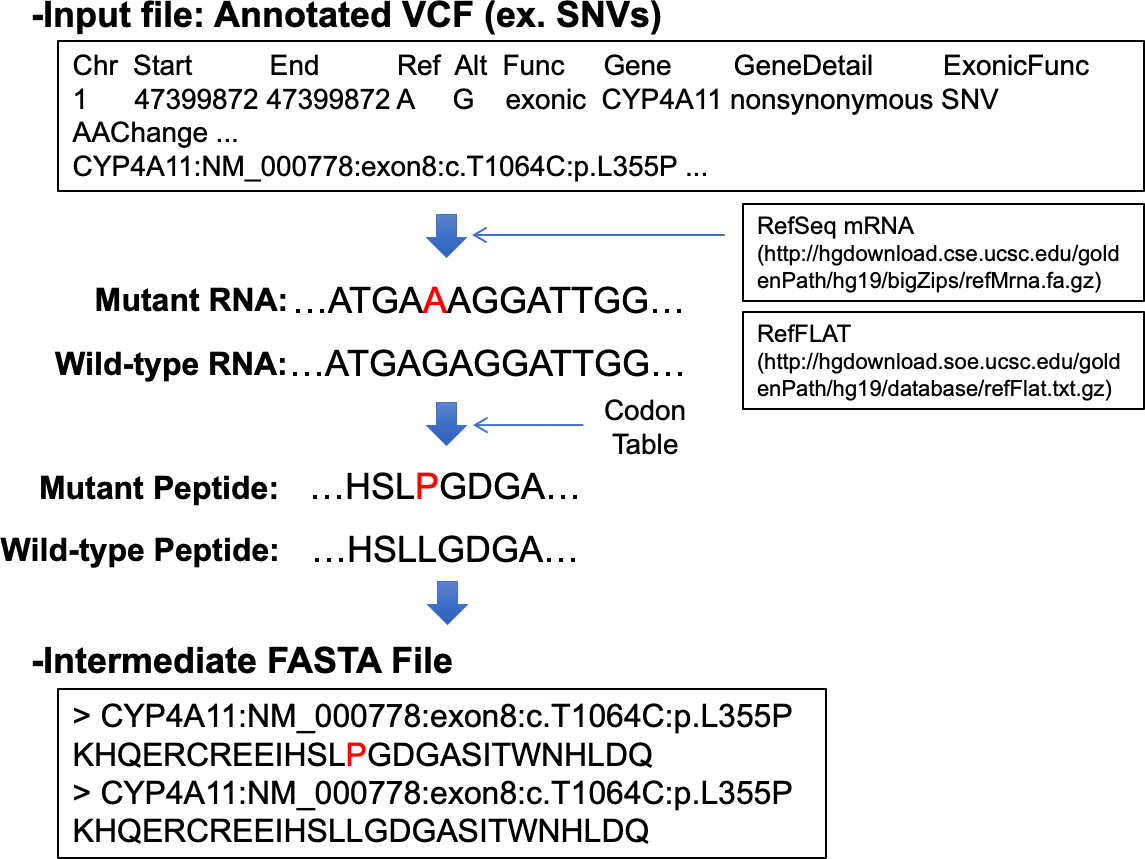 -Input file: Annotated VCF (ex. SNVs)
Chr Start End Ref Alt Func Gene GeneDetail ExonicFunc
1 47399872 47399872 A G exonic CYP4A11 nonsynonymous SNV
AAChange ...
CYP4A11:NM_000778:exon8:c.T1064C:p.L355P ...
RefSeq mRNA
(http://hgdownload.cse.ucsc.edu/gold
enPath/hg19/bigZips/refMrna.fa.gz)
Mutant RNA: ...ATGAAAGGATTGG...
Wild-type RNA: ...ATGAGAGGATTGG...
RefFLAT
(http://hgdownload.soe.ucsc.edu/gold
enPath/hg19/database/refFlat.txt.gz)
Codon
Table
Mutant Peptide: ...HSLPGDGA...
Wild-type Peptide: ...HSLLGDGA...
-Intermediate FASTA File
> CYP4A11:NM_000778:exon8:c.T1064C:p.L355P
KHQERCREEIHSLPGDGASITWNHLDQ
> CYP4A11:NM_000778:exon8:c.T1064C:p.L355P
KHQERCREEIHSLLGDGASITWNHLDQ